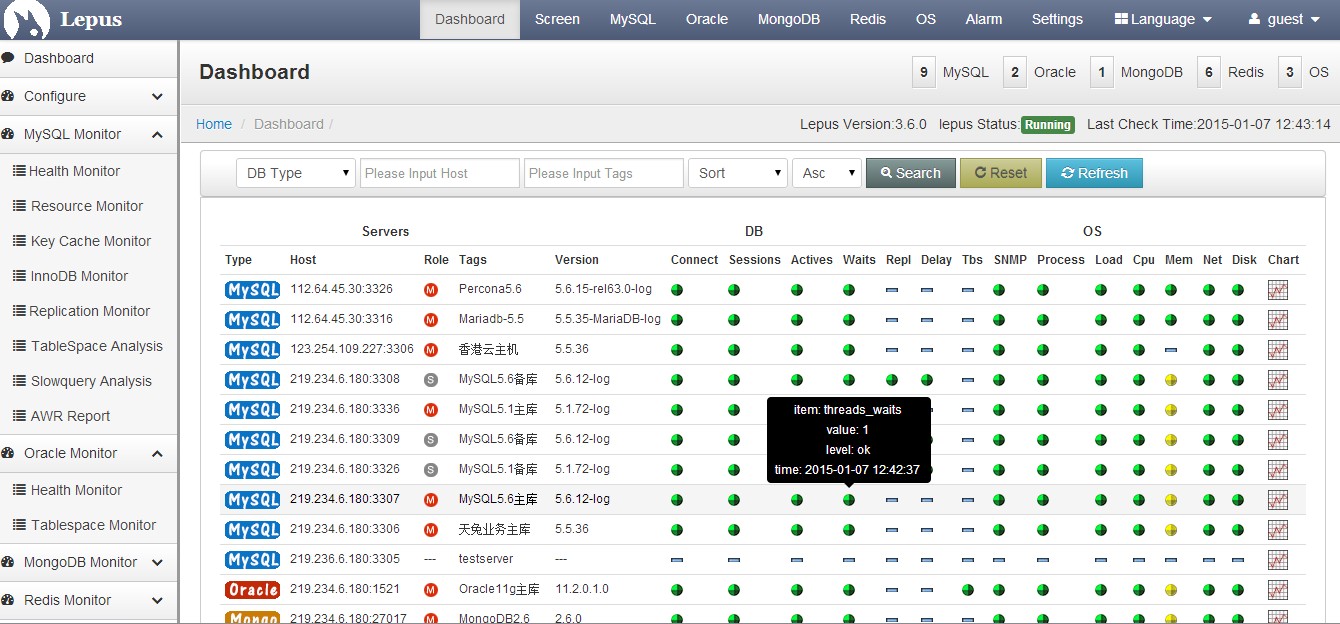 Lepus Dashboard Screen MySQL Oracle MongoDB Redis OS Alarm Settings Language guest
Dashboard
Configure
MySQL Monitor
Health Monitor
Resource Monitor
Key Cache Monitor
InnoDB Monitor
Replication Monitor
TableSpace Analysis
Slowquery Analysis
AWR Report
Oracle Monitor
Health Monitor
Tablespace Monitor
MongoDB Monitor
Redis Monitor
Dashboard 9 MySQL 2 Oracle 1 MongoDB 6 Redis 3 OS
Home / Dashboard / Lepus Version:3.6.0 lepus Status:Running Last Check Time:2015-01-07 12:43:14
DB Type Please Input Host Please Input Tags Sort Asc Search Reset Refresh
Servers DB OS
Type Host Role Tags Version Connect Sessions Actives Waits Repl Delay Tbs SNMP Process Load Cpu Mem Net Disk Chart
MySQL 112.64.45.30:3326 M Percona5.6 5.6.15-rel63.0-log
MySQL 112.64.45.30:3316 M Mariadb-5.5 5.5.35-MariaDB-log
MySQL 123.254.109.227:3306 M 香港云主机 5.5.36
MySQL 219.234.6.180:3308 S MySQL5.6备库 5.6.12-log
MySQL 219.234.6.180:3336 M MySQL5.1主库 5.1.72-log
MySQL 219.234.6.180:3309 S MySQL5.6备库 5.6.12-log
MySQL 219.234.6.180:3326 S MySQL5.1备库 5.1.72-log
MySQL 219.234.6.180:3307 M MySQL5.6主库 5.6.12-log
MySQL 219.234.6.180:3306 M 天兔业务主库 5.5.36
MySQL 219.236.6.180:3305 --- testserver ---
Oracle 219.234.6.180:1521 M Oracle11g主库 11.2.0.1.0
Mongo 219.234.6.180:27017 M MongoDB2.6 2.6.0
item: threads_waits
value: 1
level: ok
time: 2015-01-07 12:42:37